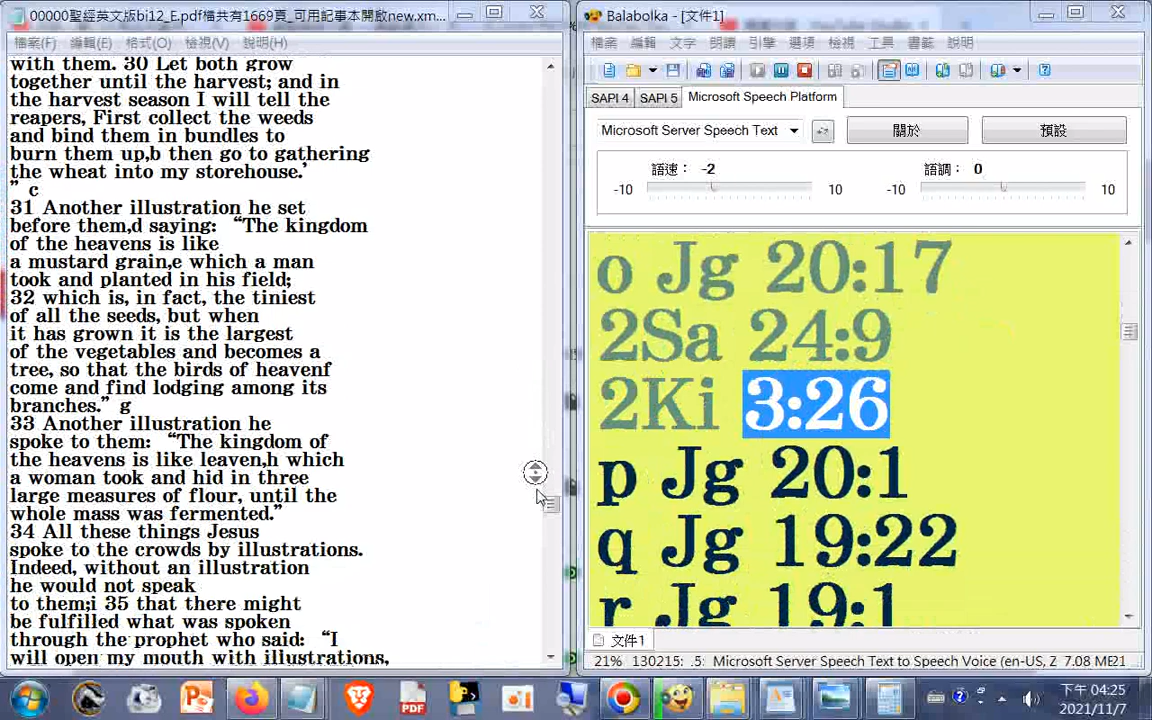 00000聖經英文版bi12_E.pdf檔共有1669頁_可用記事本開啟new.xm...
檔案(F) 編輯(E) 格式(O) 檢視(V) 說明(H)
with them. 30 Let both grow
together until the harvest; and in
the harvest season I will tell the
reapers, First collect the weeds
and bind them in bundles to
burn them up,b then go to gathering
the wheat into my storehouse.’
” c
31 Another illustration he set
before them,d saying: “The kingdom
of the heavens is like
a mustard grain,e which a man
took and planted in his field;
32 which is, in fact, the tiniest
of all the seeds, but when
it has grown it is the largest
of the vegetables and becomes a
tree, so that the birds of heavenf
come and find lodging among its
branches.” g
33 Another illustration he
spoke to them: “The kingdom of
the heavens is like leaven,h which
a woman took and hid in three
large measures of flour, until the
whole mass was fermented.”
34 All these things Jesus
spoke to the crowds by illustrations.
Indeed, without an illustration
he would not speak
to them;i 35 that there might
be fulfilled what was spoken
through the prophet who said: “I
will open my mouth with illustrations,
Balabolka - [文件1]
檔案 編輯 文字 朗讀 引擎 選項 檢視 工具 書籤 說明
SAPI 4 SAPI 5 Microsoft Speech Platform
Microsoft Server Speech Text 關於 預設
語速: -2 語調: 0
-10 10 -10 10
o Jg 20:17
2Sa 24:9
2Ki 3:26
p Jg 20:1
q Jg 19:22
r Jg 19:1
文件1
21% 130215: .5: Microsoft Server Speech Text to Speech Voice (en-US, Z 7.08 ME21
PDF
下午 04:25
2021/11/7